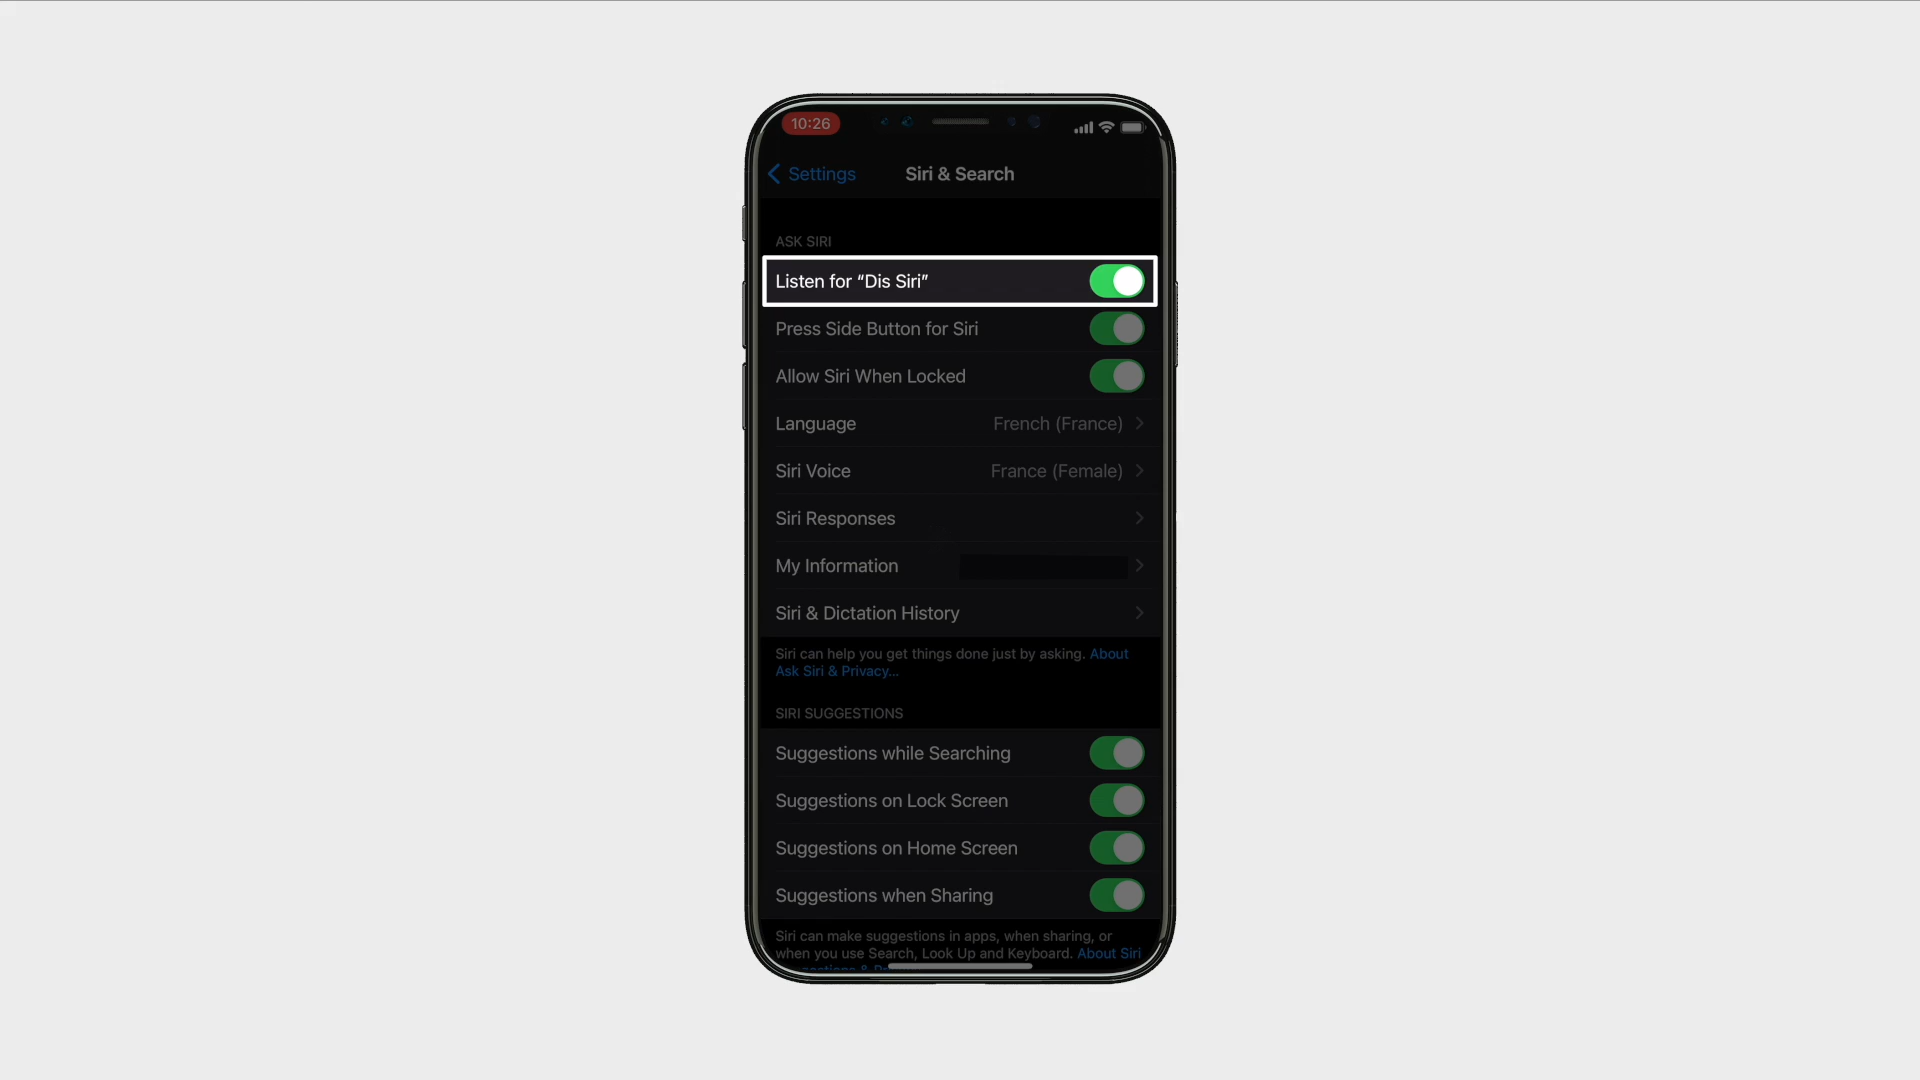 10:26
Settings
Siri & Search
ASK SIRI
Listen for “Dis Siri”
Press Side Button for Siri
Allow Siri When Locked
Language French (France)
Siri Voice France (Female)
Siri Responses
My Information
Siri & Dictation History
Siri can help you get things done just by asking. About
Ask Siri & Privacy...
SIRI SUGGESTIONS
Suggestions while Searching
Suggestions on Lock Screen
Suggestions on Home Screen
Suggestions when Sharing
Siri can make suggestions in apps, when sharing, or
when you use Search, Look Up and Keyboard. About Siri